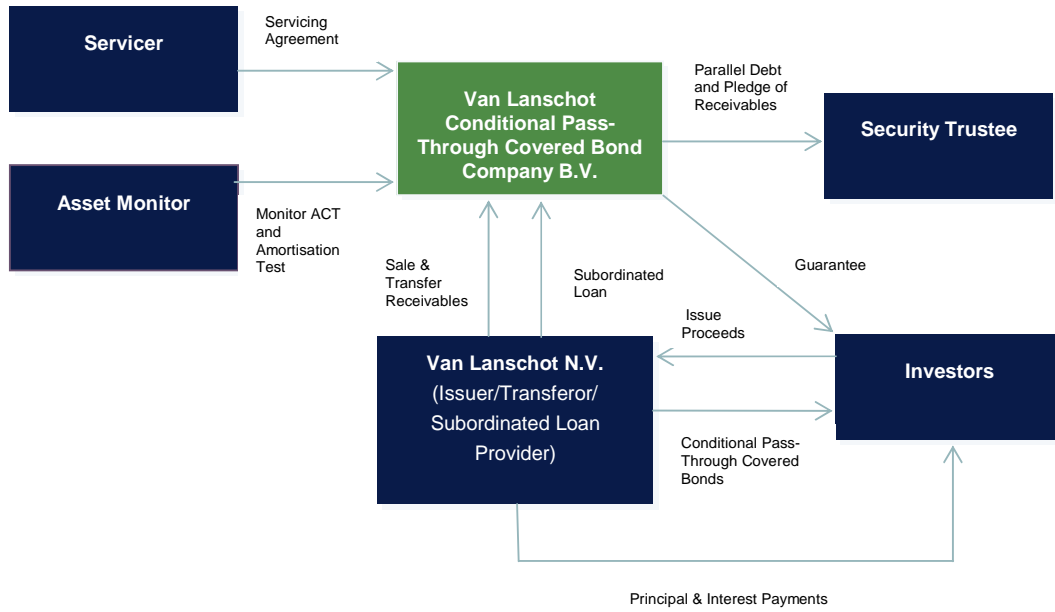 Servicer
Servicing
Agreement
Van Lanschot
Conditional Pass-
Through Covered Bond
Company B.V.
Parallel Debt
and Pledge of
Receivables
Security Trustee
Asset Monitor
Monitor ACT
and
Amortisation
Test
Sale &
Transfer
Receivables
Subordinated
Loan
Guarantee
Issue
Proceeds
Van Lanschot N.V.
(Issuer/Transferor/
Subordinated Loan
Provider)
Investors
Conditional Pass-
Through Covered
Bonds
Principal & Interest Payments